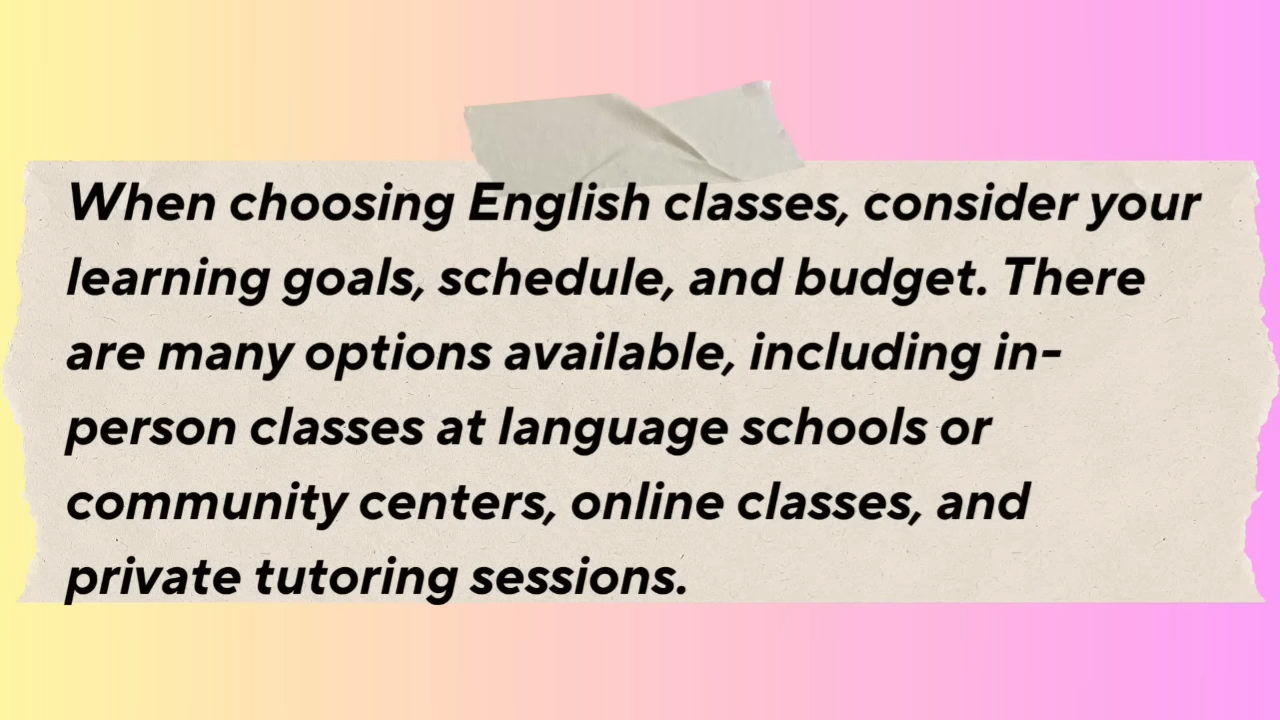 When choosing English classes, consider your
learning goals, schedule, and budget. There
are many options available, including in-
person classes at language schools or
community centers, online classes, and
private tutoring sessions.